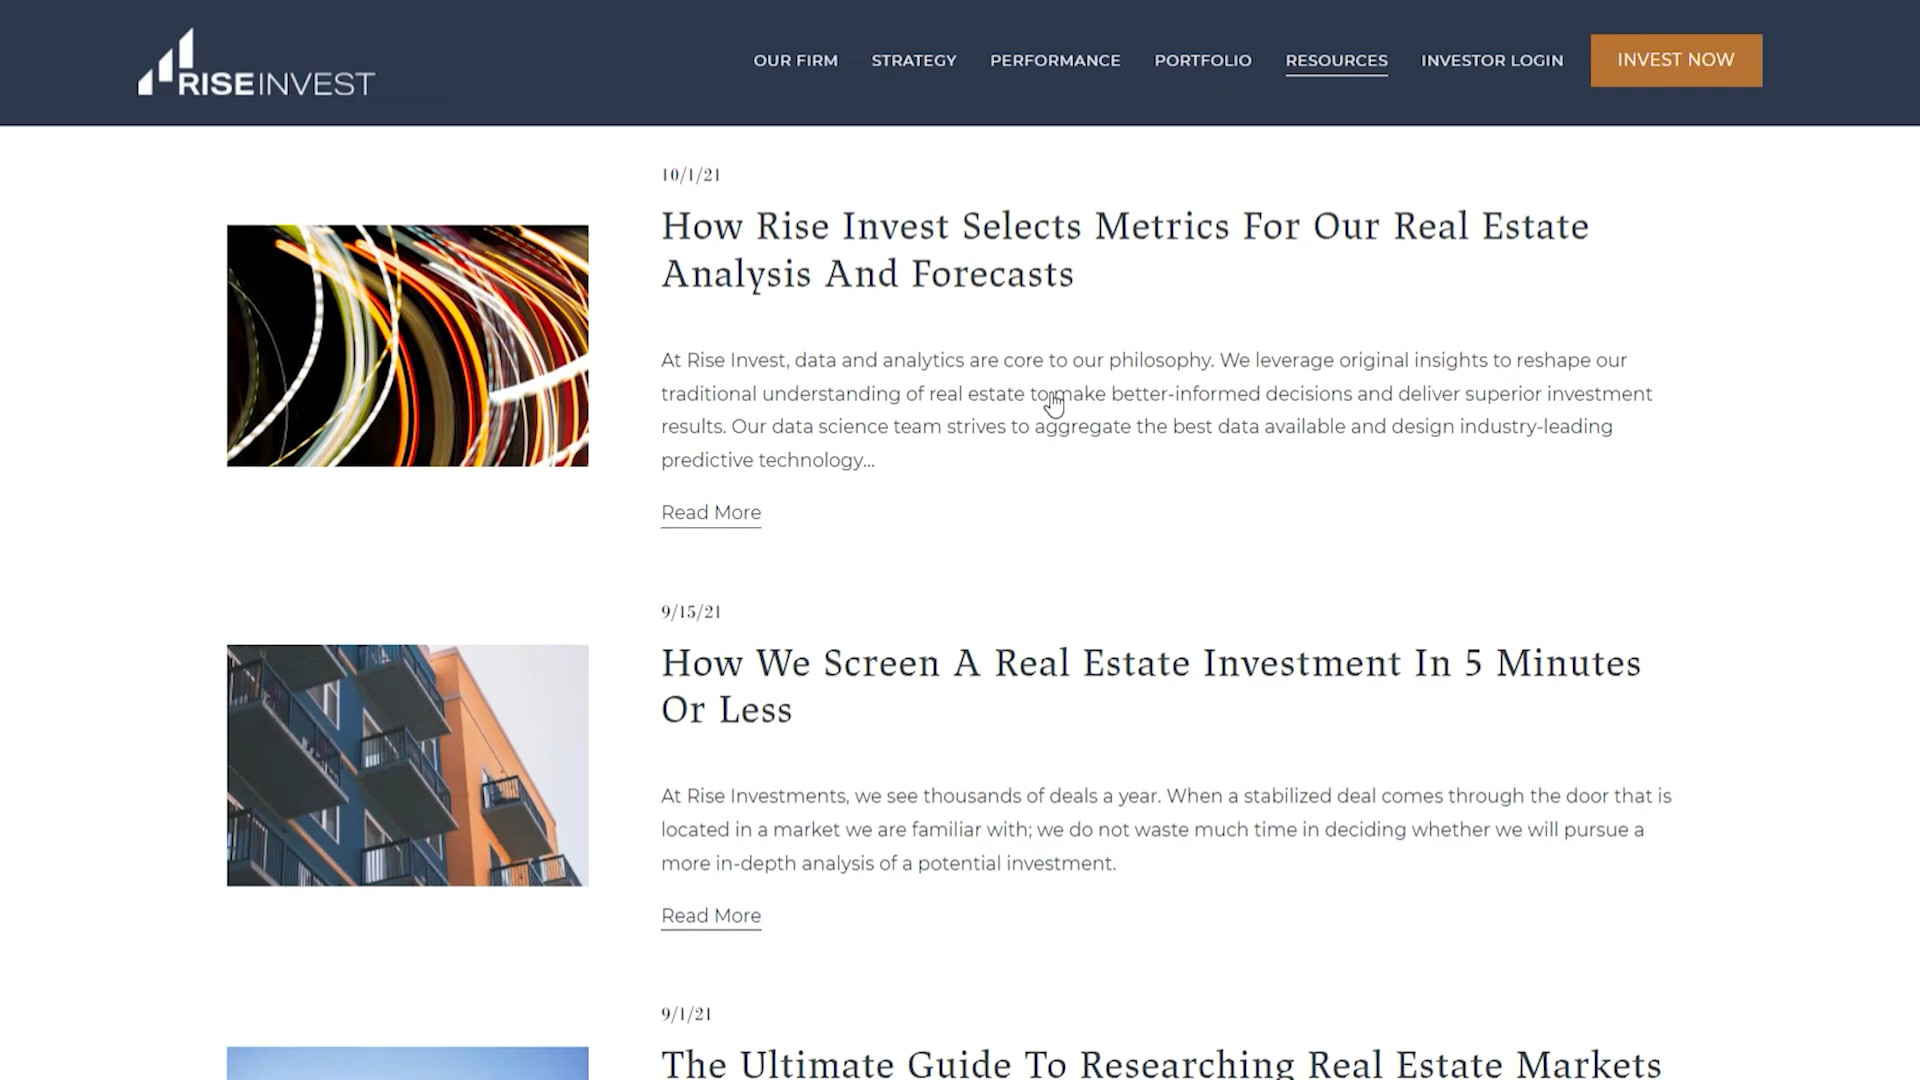 RISEINVEST
OUR FIRM
STRATEGY
PERFORMANCE
PORTFOLIO
RESOURCES
INVESTOR LOGIN
INVEST NOW
10/1/21
How Rise Invest Selects Metrics For Our Real Estate
Analysis And Forecasts
At Rise Invest, data and analytics are core to our philosophy. We leverage original insights to reshape our
traditional understanding of real estate to make better-informed decisions and deliver superior investment
results. Our data science team strives to aggregate the best data available and design industry-leading
predictive technology...
Read More
9/15/21
How We Screen A Real Estate Investment In 5 Minutes
Or Less
At Rise Investments, we see thousands of deals a year. When a stabilized deal comes through the door that is
located in a market we are familiar with; we do not waste much time in deciding whether we will pursue a
more in-depth analysis of a potential investment.
Read More
9/1/21
The Ultimate Guide To Researching Real Estate Markets